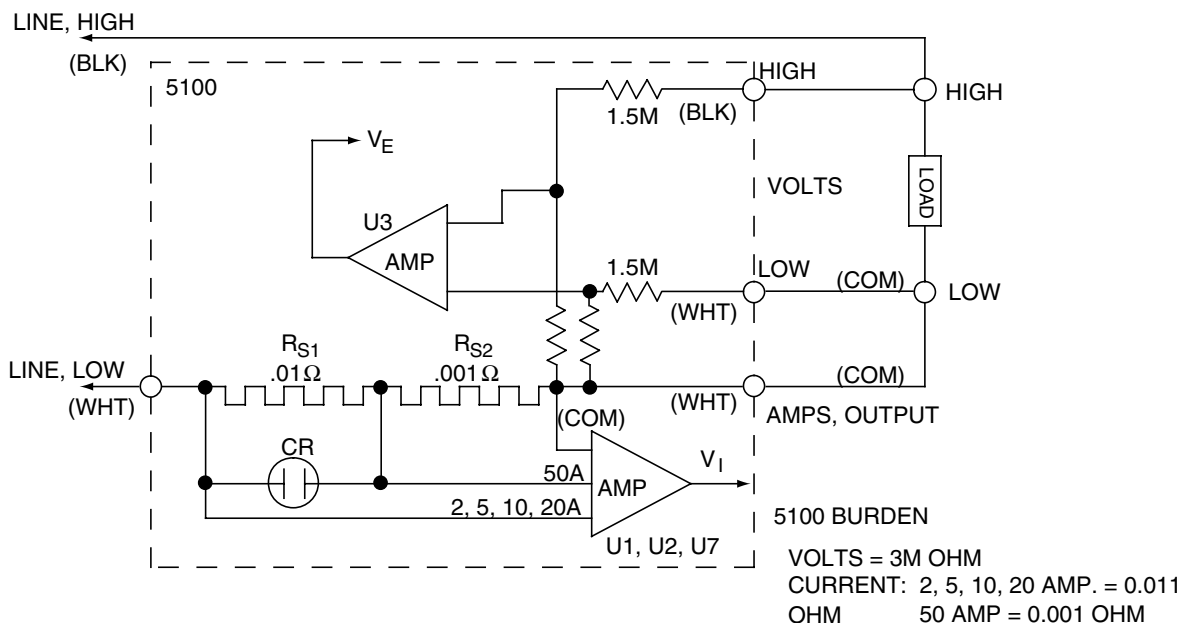 LINE, HIGH
(BLK)
5100
HIGH
1.5M
(BLK)
HIGH
V_E
VOLTS
LOAD
U3
AMP
1.5M
LOW
(COM)
(WHT)
LOW
R_S1
.01Ω
R_S2
.001Ω
LINE, LOW
(WHT)
(COM)
(WHT)
(COM)
AMPS, OUTPUT
CR
50A
AMP
V_I
2, 5, 10, 20A
U1, U2, U7
5100 BURDEN
VOLTS = 3M OHM
CURRENT: 2, 5, 10, 20 AMP. = 0.011
OHM 50 AMP = 0.001 OHM